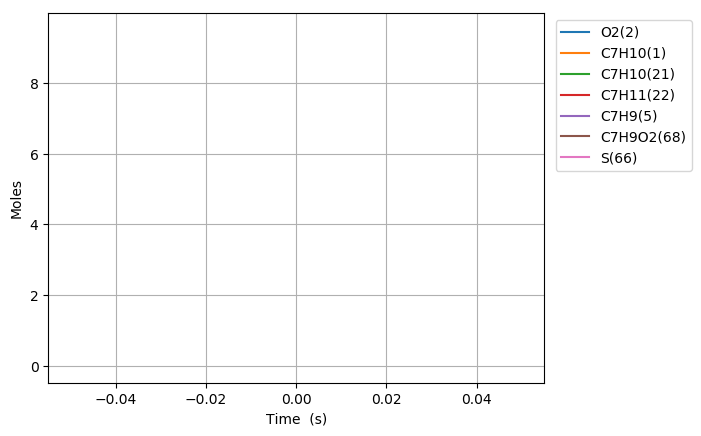 Moles
8
6
4
2
0
−0.04
−0.02
0.00
0.02
0.04
Time  (s)
O2(2)
C7H10(1)
C7H10(21)
C7H11(22)
C7H9(5)
C7H9O2(68)
S(66)